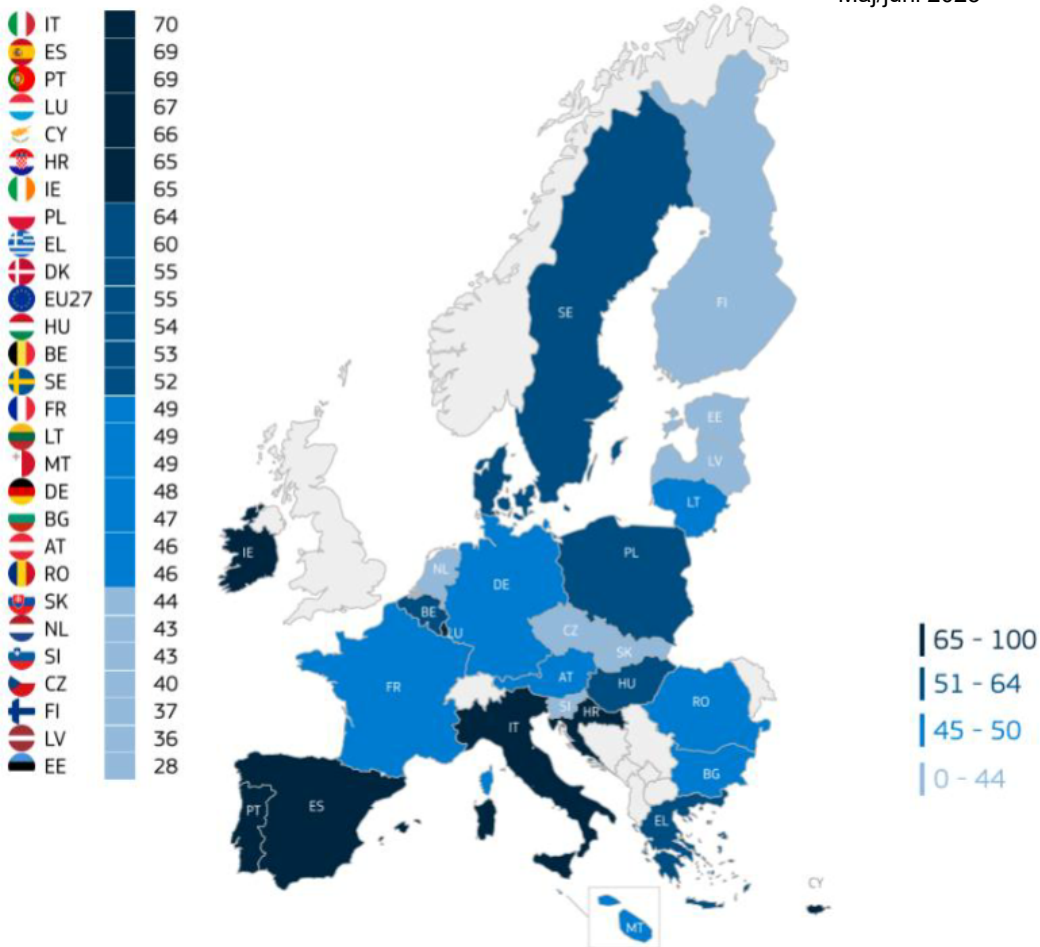 Maj/juni
IT 70
ES 69
PT 69
LU 67
CY 66
HR 65
IE 65
PL 64
EL 60
DK 55
EU27 55
HU 54
BE 53
SE 52
FR 49
LT 49
MT 49
DE 48
BG 47
AT 46
RO 46
SK 44
NL 43
SI 43
CZ 40
FI 37
LV 36
EE 28
FI
SE
EE
LV
LT
IE
PL
NL
DE
BE
LU
CZ
SK
AT
HU
FR
RO
SI
HR
IT
BG
ES
PT
EL
CY
MT
65 - 100
51 - 64
45 - 50
0 - 44